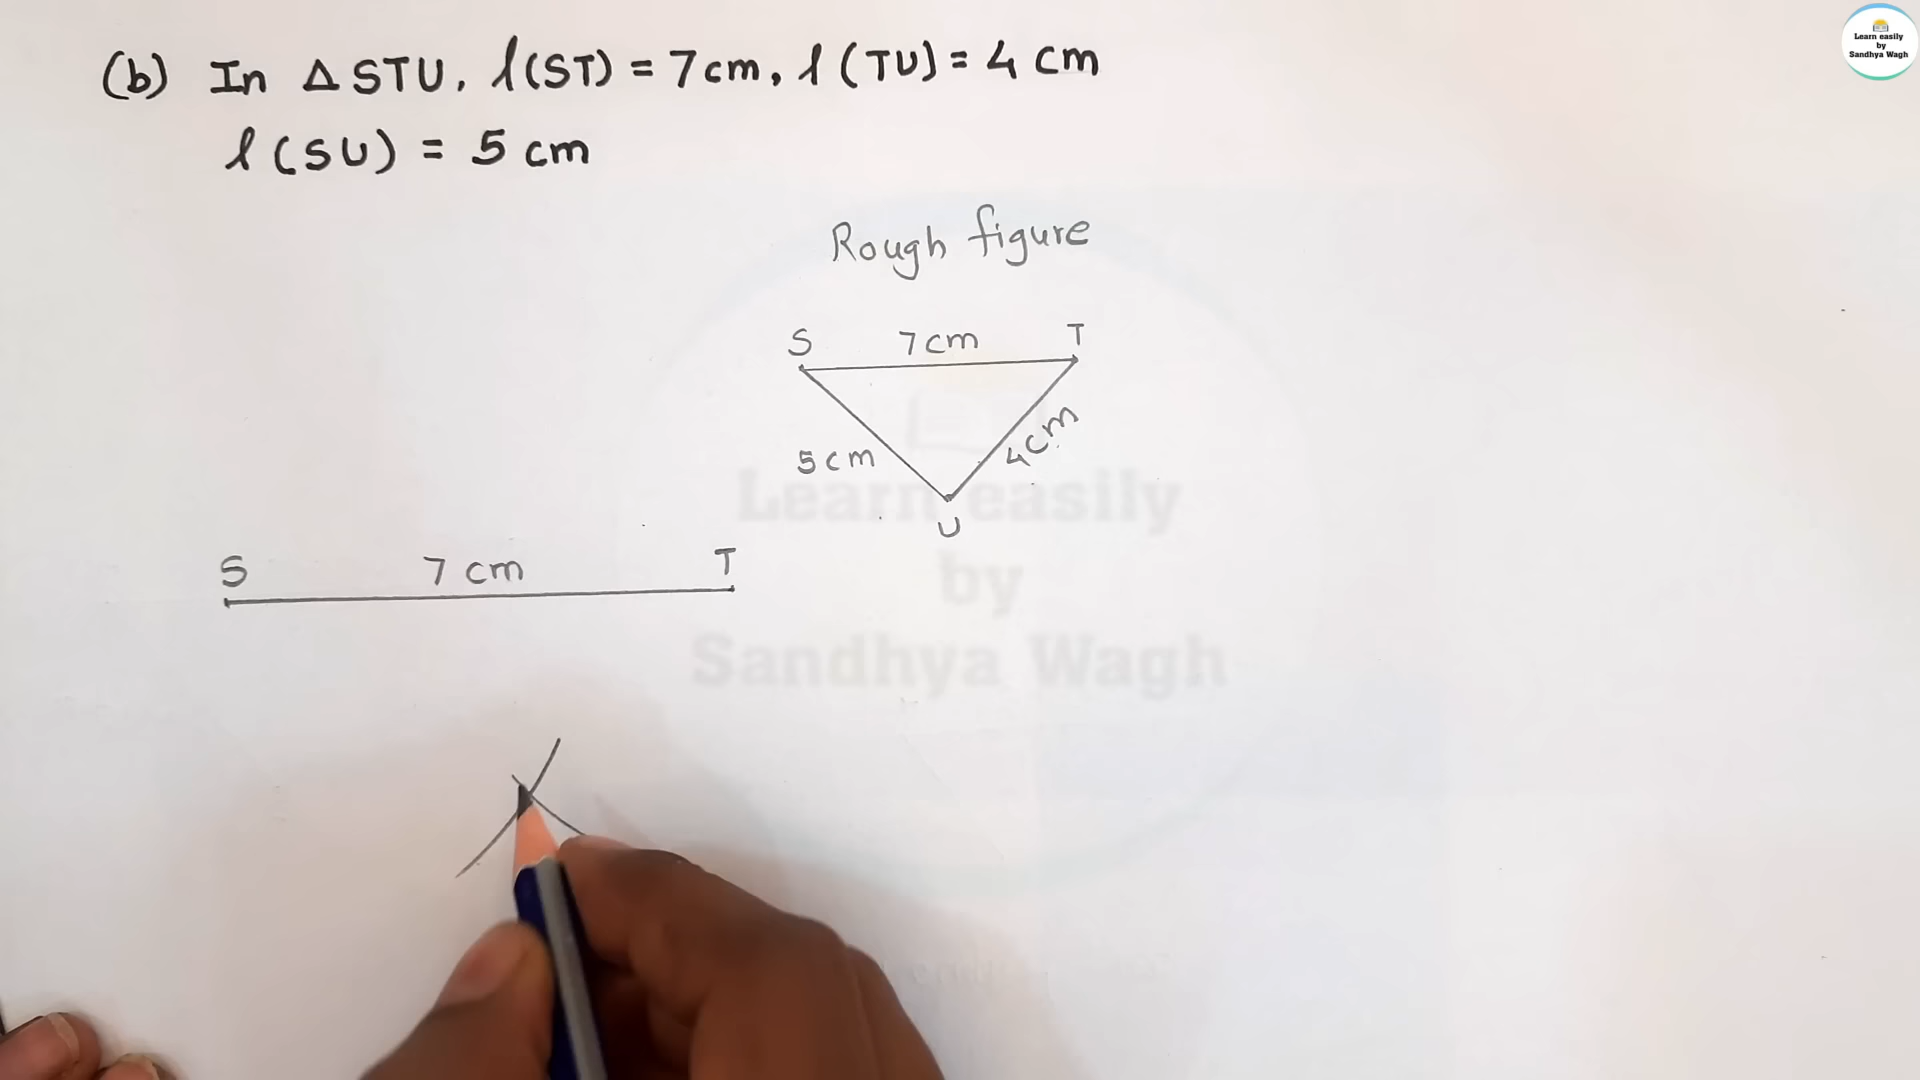 (b) In Δ STU, l(ST) = 7cm, l(TU) = 4 cm
l(SU) = 5 cm
Rough figure
S 7cm T
5cm 4cm
U
S 7 cm T
Learn easily
by
Sandhya Wagh
Learn easily
by
Sandhya Wagh